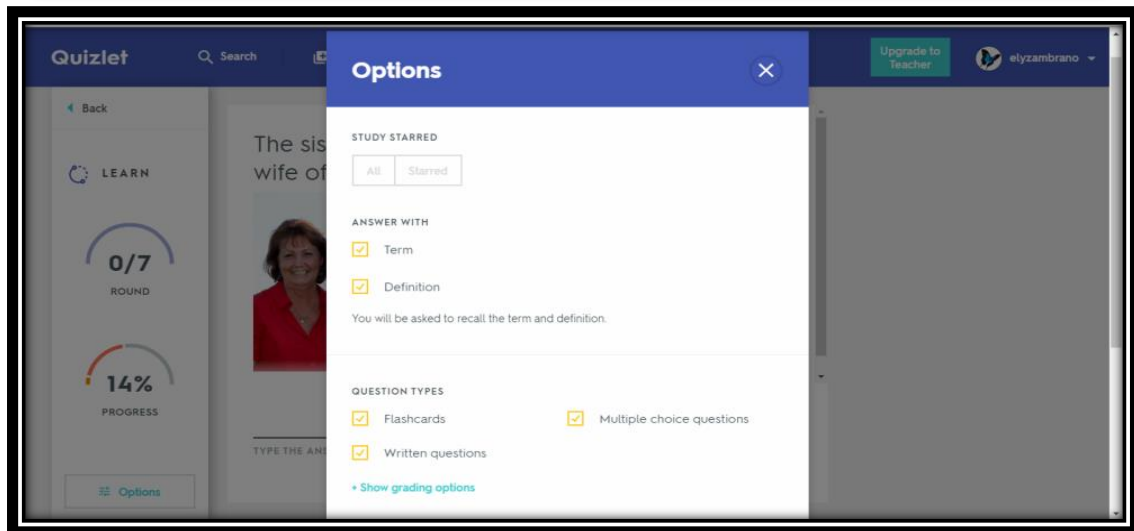 Quizlet
Search
Upgrade to
Teacher
elyzambrano
Back
LEARN
0/7
ROUND
14%
PROGRESS
Options
The sis
wife of
TYPE THE ANS
Options
STUDY STARRED
All Starred
ANSWER WITH
Term
Definition
You will be asked to recall the term and definition.
QUESTION TYPES
Flashcards Multiple choice questions
Written questions
+ Show grading options